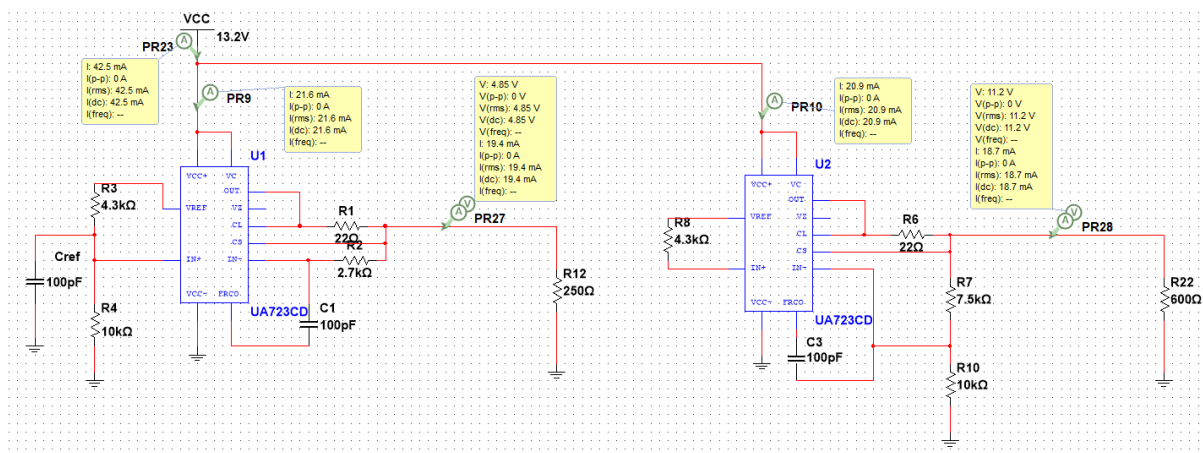 VCC
13.2V
PR23
I: 42.5 mA
I(p-p): 0 A
I(rms): 42.5 mA
I(dc): 42.5 mA
I(freq): --
PR9
I: 21.6 mA
I(p-p): 0 A
I(rms): 21.6 mA
I(dc): 21.6 mA
I(freq): --
A
A
U1
VCC+
VC
OUT
VREF
VZ
CL
CS
IN+
IN-
VCC-
FRCO
UA723CD
R3
4.3kΩ
Cref
100pF
R4
10kΩ
R1
22Ω
R2
2.7kΩ
C1
100pF
V: 4.85 V
V(p-p): 0 V
V(rms): 4.85 V
V(dc): 4.85 V
V(freq): --
I: 19.4 mA
I(p-p): 0 A
I(rms): 19.4 mA
I(dc): 19.4 mA
I(freq): --
A
V
PR27
R12
250Ω
A
PR10
I: 20.9 mA
I(p-p): 0 A
I(rms): 20.9 mA
I(dc): 20.9 mA
I(freq): --
U2
VCC+
VC
OUT
VREF
VZ
CL
CS
IN+
IN-
VCC-
FRCO
UA723CD
R8
4.3kΩ
R6
22Ω
R7
7.5kΩ
C3
100pF
R10
10kΩ
V: 11.2 V
V(p-p): 0 V
V(rms): 11.2 V
V(dc): 11.2 V
V(freq): --
I: 18.7 mA
I(p-p): 0 A
I(rms): 18.7 mA
I(dc): 18.7 mA
I(freq): --
A
V
PR28
R22
600Ω